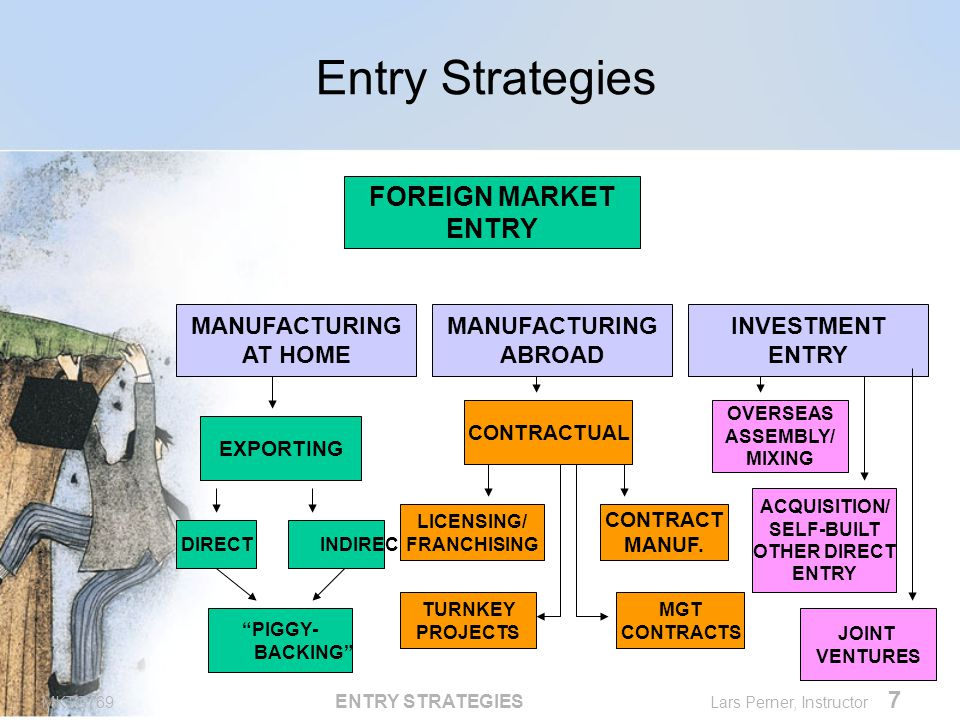 Entry Strategies
FOREIGN MARKET
ENTRY
MANUFACTURING
AT HOME
MANUFACTURING
ABROAD
INVESTMENT
ENTRY
EXPORTING
CONTRACTUAL
OVERSEAS
ASSEMBLY/
MIXING
DIRECT
INDIREC
LICENSING/
FRANCHISING
CONTRACT
MANUF.
ACQUISITION/
SELF-BUILT
OTHER DIRECT
ENTRY
“PIGGY-
BACKING”
TURNKEY
PROJECTS
MGT
CONTRACTS
JOINT
VENTURES
ENTRY STRATEGIES
Lars Perner, Instructor 7